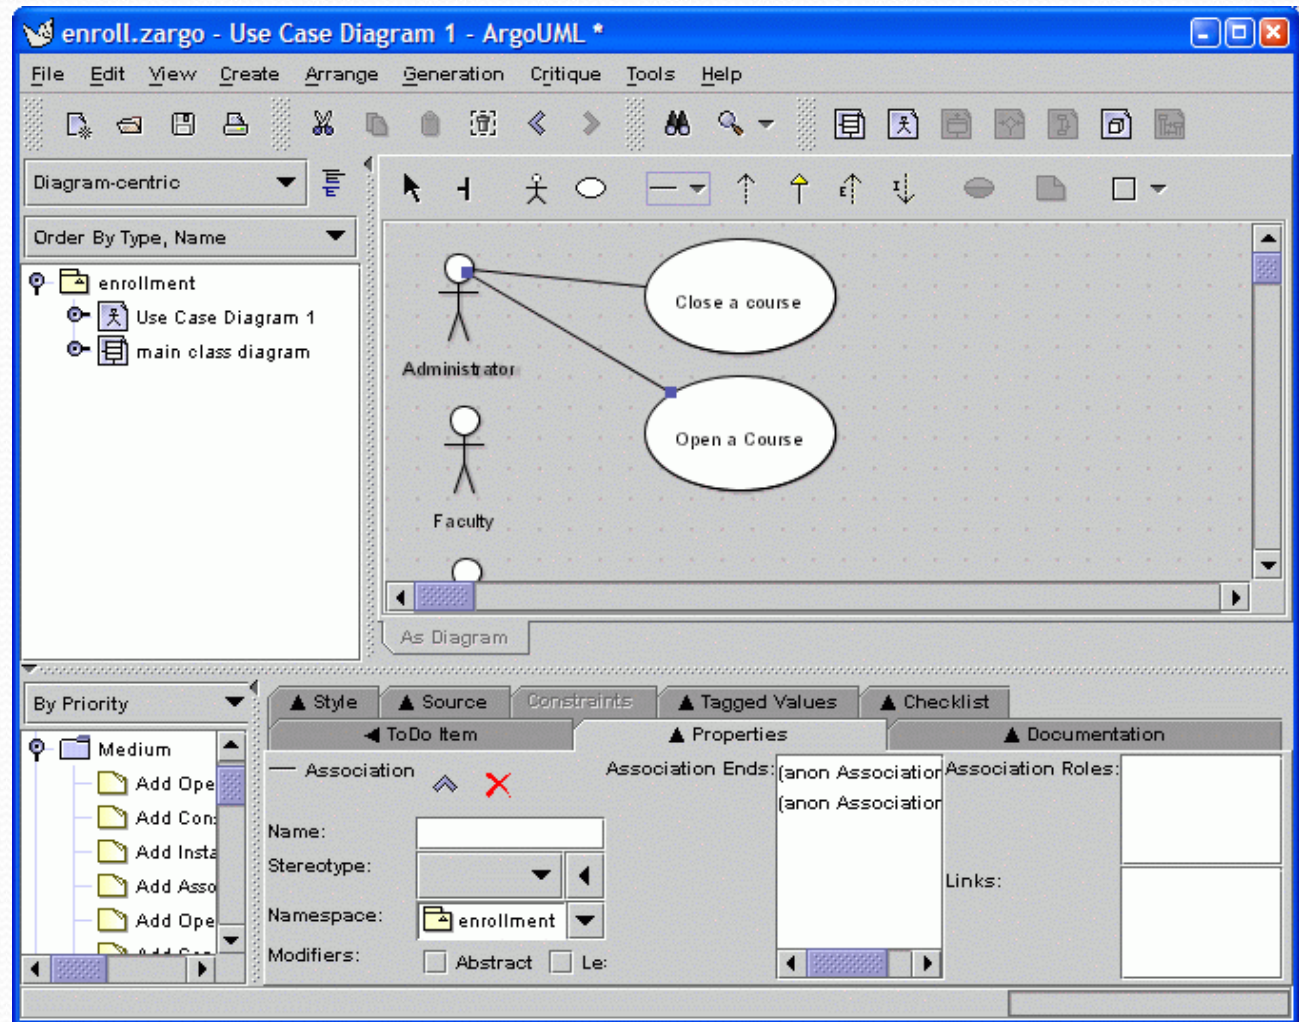 enroll.zargo - Use Case Diagram 1 - ArgoUML *
File Edit View Create Arrange Generation Critique Tools Help
Diagram-centric
Order By Type, Name
enrollment
Use Case Diagram 1
main class diagram
E I
Close a course
Administrator
Open a Course
Faculty
As Diagram
By Priority
Medium
Add Ope
Add Con
Add Insta
Add Asso
Add Ope
Style Source Constraints Tagged Values Checklist
ToDo Item Properties Documentation
Association
Name:
Stereotype:
Namespace: enrollment
Modifiers: Abstract Le
Association Ends: (anon Association
(anon Association
Association Roles:
Links: